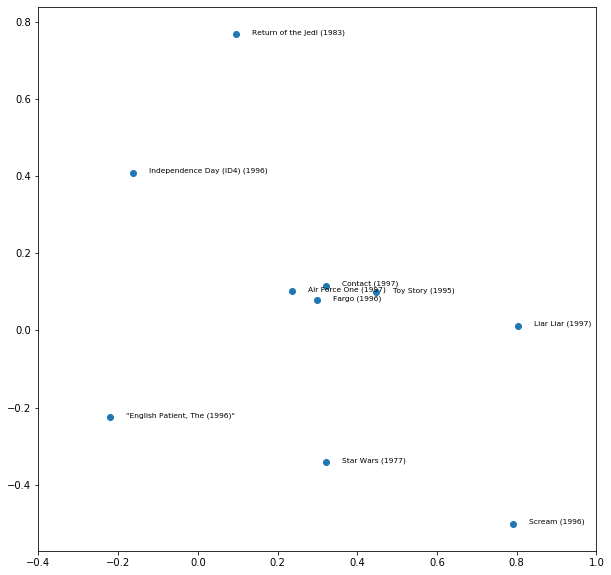 0.8
Return of the Jedi (1983)
0.6
0.4
Independence Day (ID4) (1996)
0.2
Contact (1997)
Air Force One (1997)
Toy Story (1995)
Fargo (1996)
0.0
Liar Liar (1997)
−0.2
"English Patient, The (1996)"
Star Wars (1977)
−0.4
Scream (1996)
−0.4 −0.2 0.0 0.2 0.4 0.6 0.8 1.0